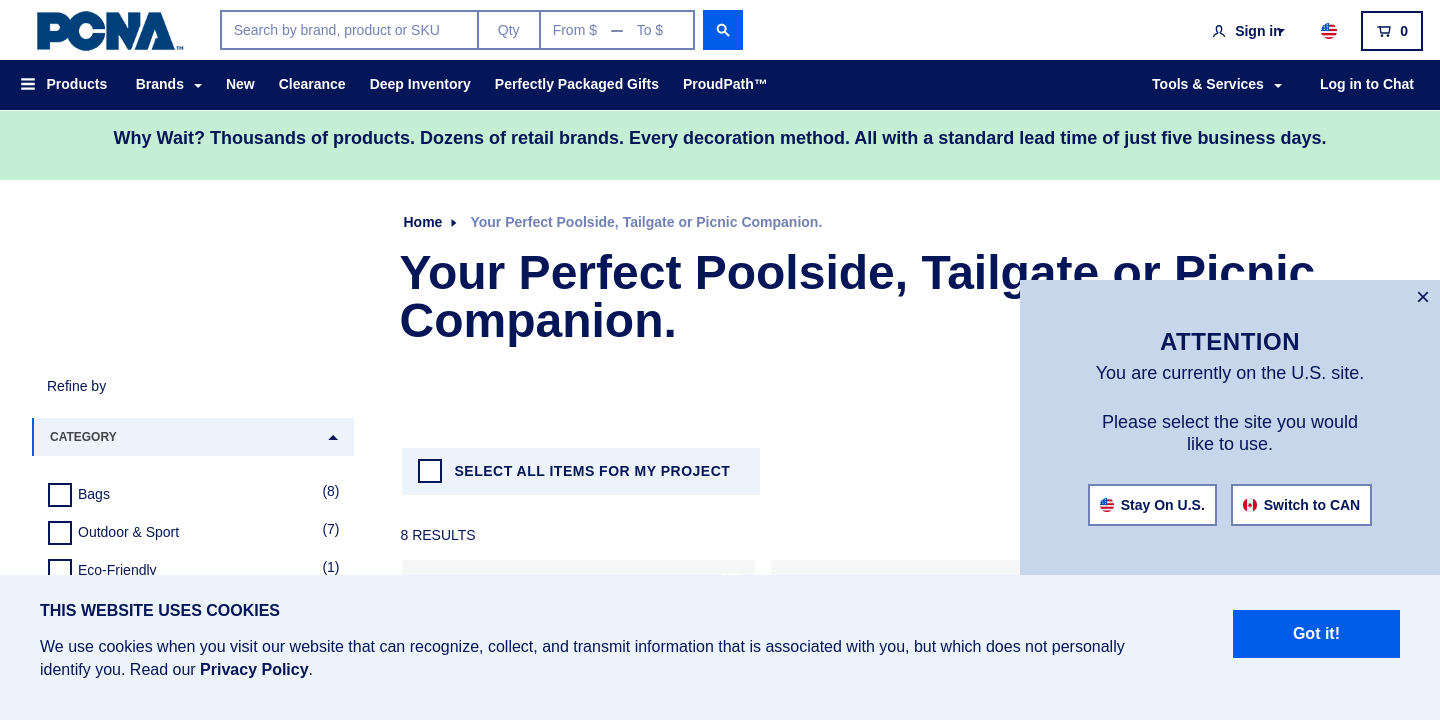 PCNA™
Search by brand, product or SKU
Qty
From $ — To $
Sign in
0
Products
Brands
New
Clearance
Deep Inventory
Perfectly Packaged Gifts
ProudPath™
Tools & Services
Log in to Chat
Why Wait? Thousands of products. Dozens of retail brands. Every decoration method. All with a standard lead time of just five business days.
Home
Your Perfect Poolside, Tailgate or Picnic Companion.
Your Perfect Poolside, Tailgate or Picnic
Companion.
×
ATTENTION
You are currently on the U.S. site.
Please select the site you would
like to use.
Stay On U.S.
Switch to CAN
Refine by
CATEGORY
Bags (8)
Outdoor & Sport (7)
Eco-Friendly (1)
SELECT ALL ITEMS FOR MY PROJECT
8 RESULTS
THIS WEBSITE USES COOKIES
We use cookies when you visit our website that can recognize, collect, and transmit information that is associated with you, but which does not personally
identify you. Read our Privacy Policy.
Got it!